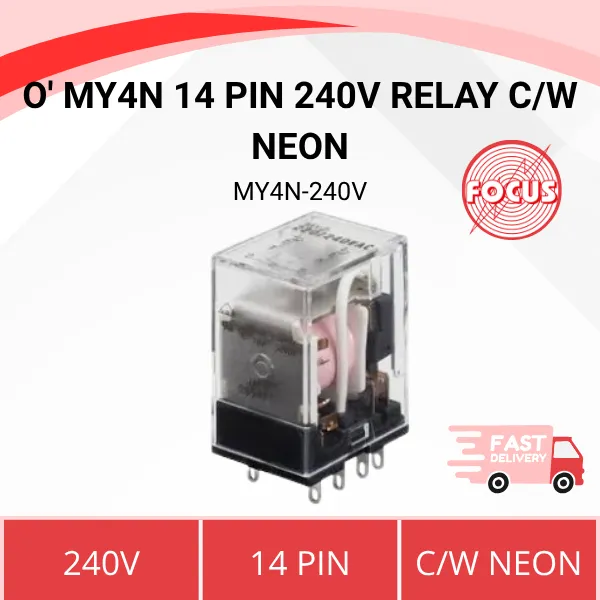 O' MY4N 14 PIN 240V RELAY C/W
NEON
MY4N-240V
FOCUS
FAST
DELIVERY
240V
14 PIN
C/W NEON